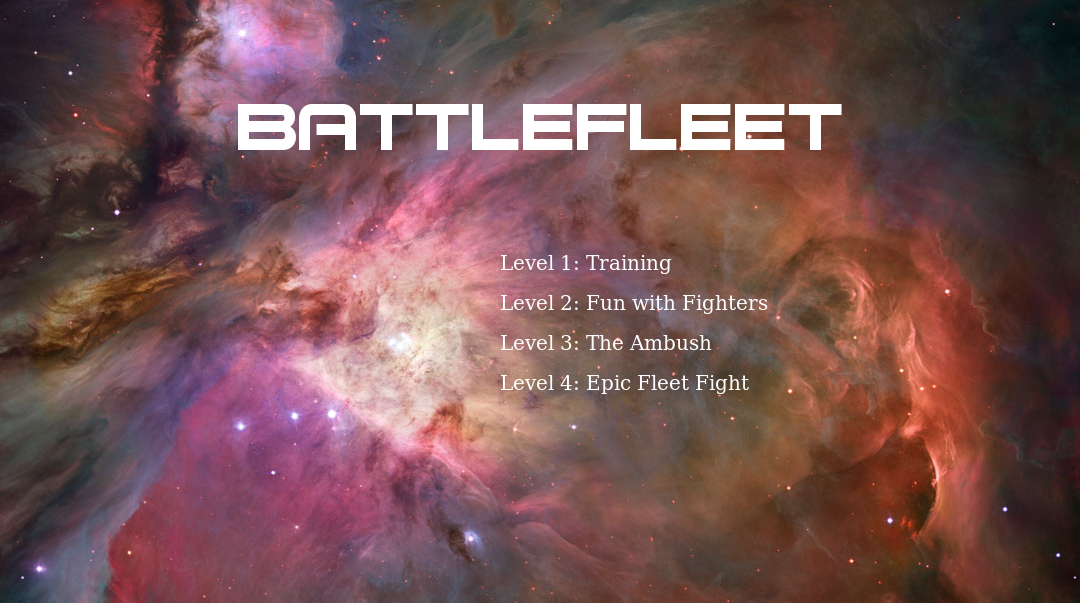 BATTLEFLEET
Level 1: Training
Level 2: Fun with Fighters
Level 3: The Ambush
Level 4: Epic Fleet Fight